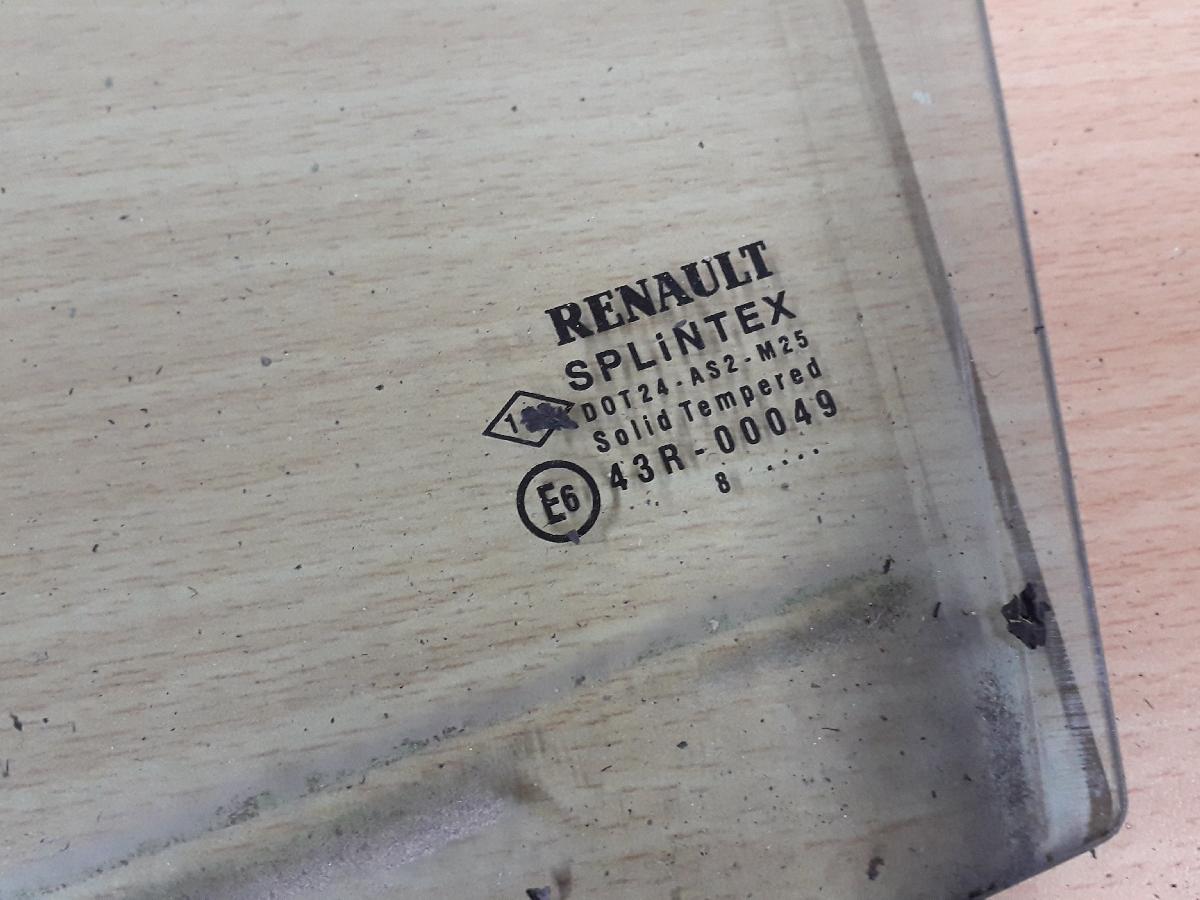 RENAULT
SPLiNTEX
DOT24-AS2-M25
Solid Tempered
43R-00049
E6
.. 8 ....